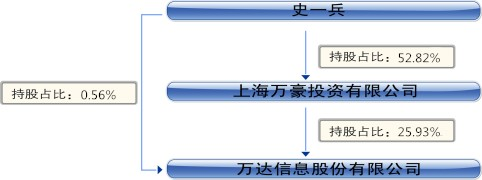 史一兵
持股占比：52.82%
持股占比：0.56%
上海万豪投资有限公司
持股占比：25.93%
万达信息股份有限公司